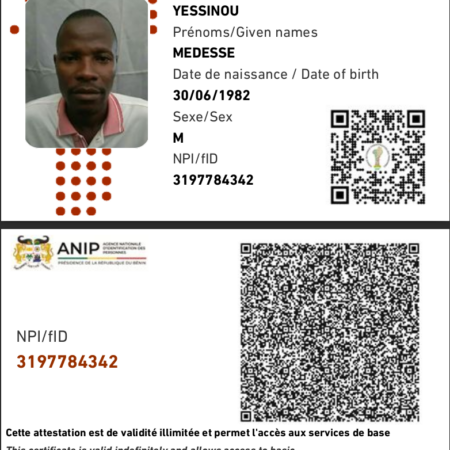 YESSINOU
Prénoms/Given names
MEDESSE
Date de naissance / Date of birth
30/06/1982
Sexe/Sex
M
NPI/fID
3197784342
ANIP
AGENCE NATIONALE
D'IDENTIFICATION DES
PERSONNES
PRÉSIDENCE DE LA RÉPUBLIQUE DU BÉNIN
NPI/fID
3197784342
Cette attestation est de validité illimitée et permet l'accès aux services de base
This certificate is valid indefinitely and allows access to basic